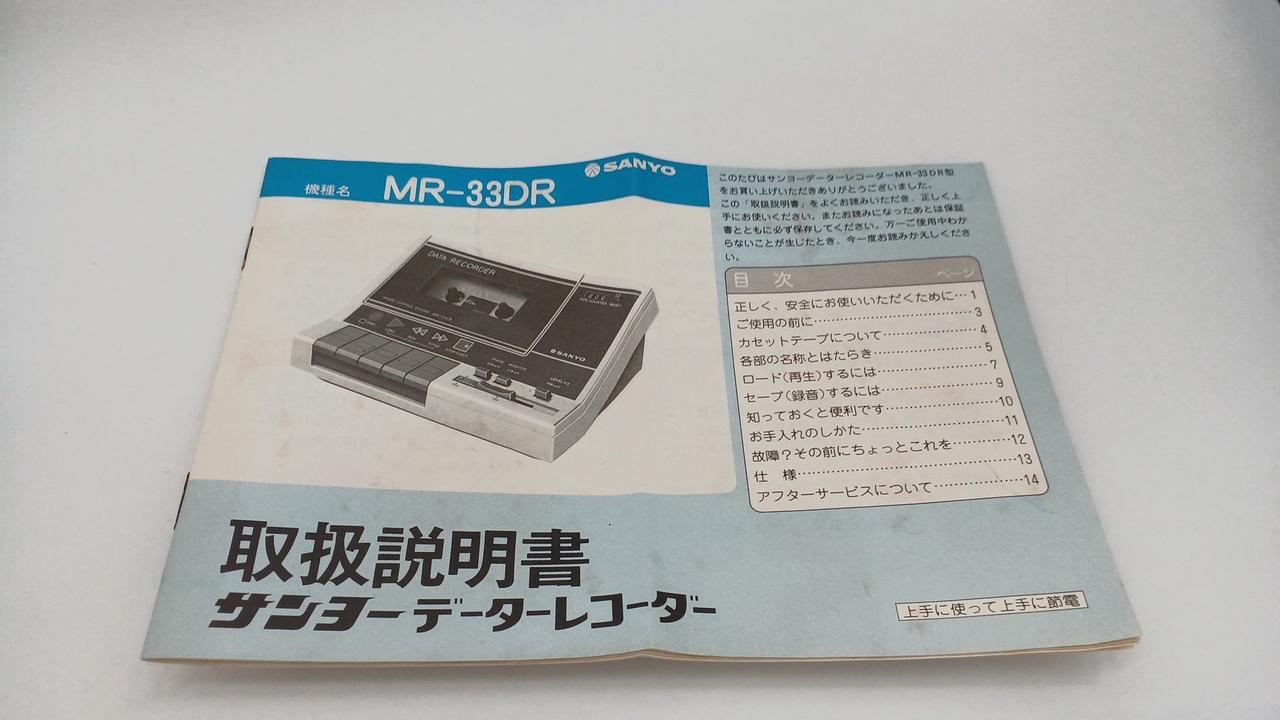 SANYO
機種名 MR-33DR
DATA RECORDER
TAPE COUNTER RESET
SANYO
PHASE MONITOR
LEVEL
取扱説明書
サンヨーデーターレコーダー
このたびはサンヨーデーターレコーダーMR-33DR型
をお買い上げいただきありがとうございました。
この「取扱説明書」をよくお読みいただき、正しく上
手にお使いください。またお読みになったあとは保証
書とともに必ず保存してください。万一ご使用中わか
らないことが生じたとき、今一度お読みかえしくださ
い。
目次 ページ
正しく、安全にお使いいただくために…1
ご使用の前に…3
カセットテープについて…4
各部の名称とはたらき…5
ロード(再生)するには…7
セーブ(録音)するには…9
知っておくと便利です…10
お手入れのしかた…11
故障?その前にちょっとこれを…12
仕様…13
アフターサービスについて…14
上手に使って上手に節電